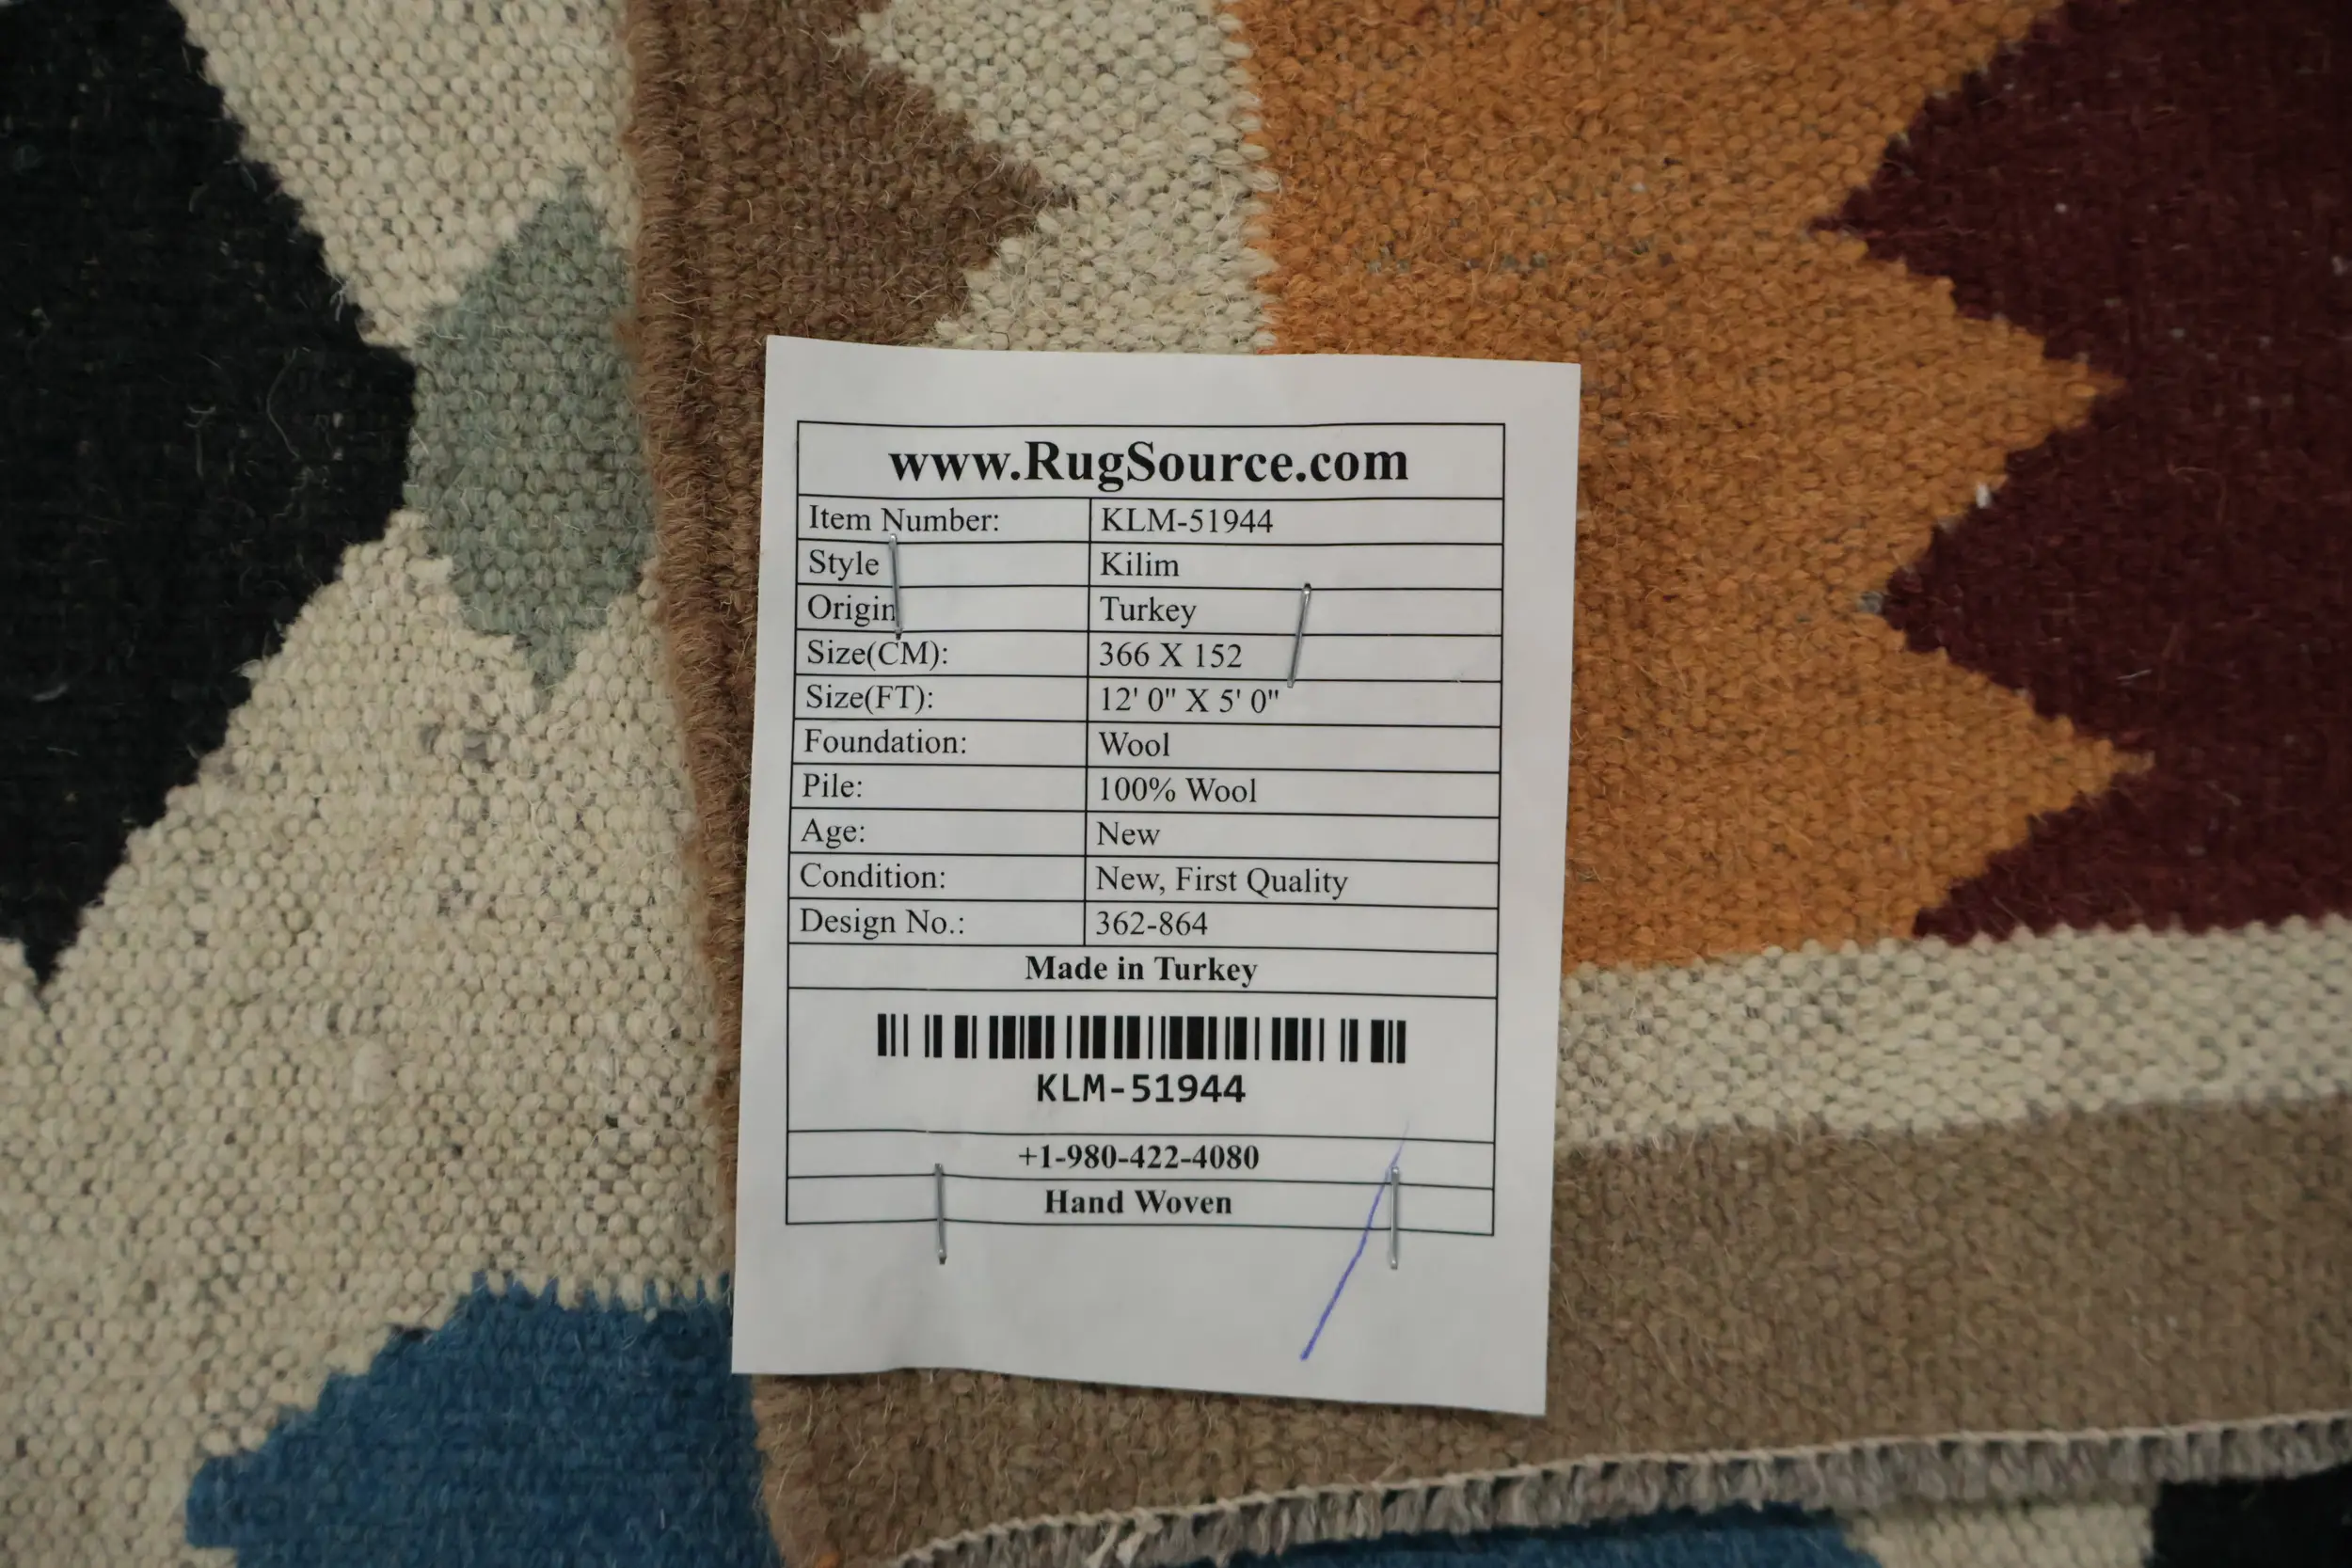 www.RugSource.com
Item Number: KLM-51944
Style Kilim
Origin Turkey
Size(CM): 366 X 152
Size(FT): 12' 0" X 5' 0"
Foundation: Wool
Pile: 100% Wool
Age: New
Condition: New, First Quality
Design No.: 362-864
Made in Turkey
KLM-51944
+1-980-422-4080
Hand Woven